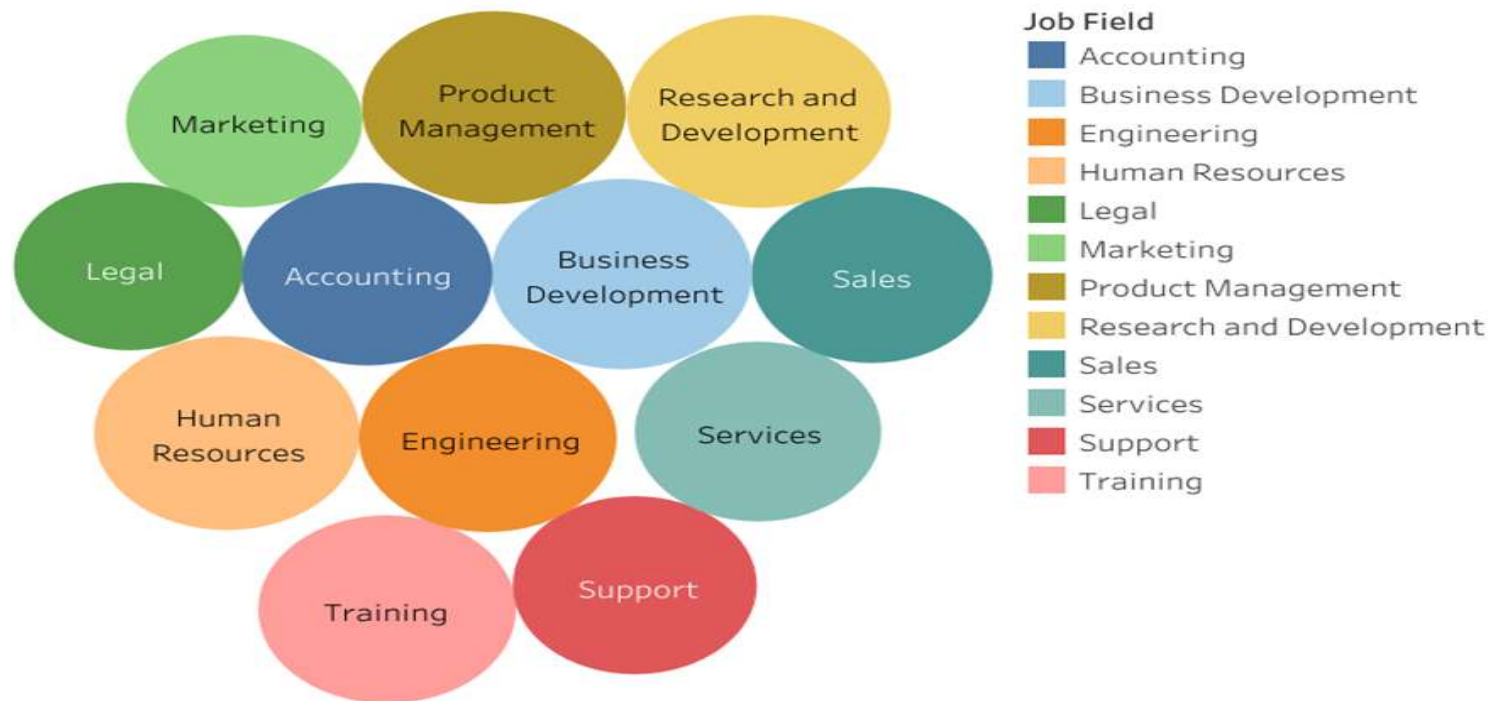 Marketing
Product
Management
Research and
Development
Legal
Accounting
Business
Development
Sales
Human
Resources
Engineering
Services
Training
Support
Job Field
Accounting
Business Development
Engineering
Human Resources
Legal
Marketing
Product Management
Research and Development
Sales
Services
Support
Training